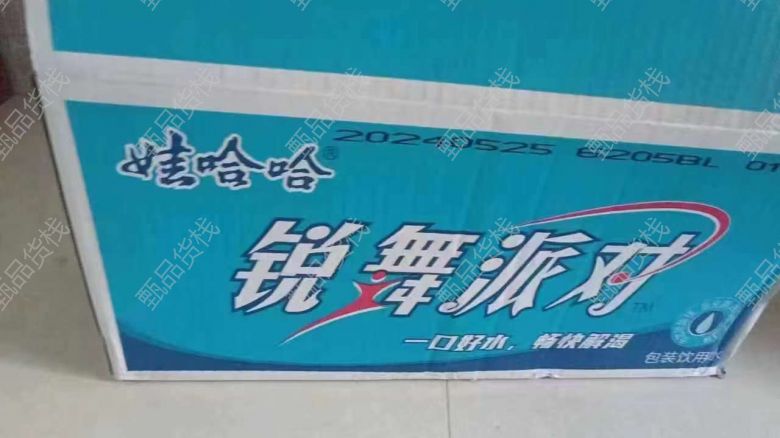 20240525 6205BL 01
娃哈哈®
锐舞派对
TM
一口好水，畅快解渴
包装饮用水
甄品货栈